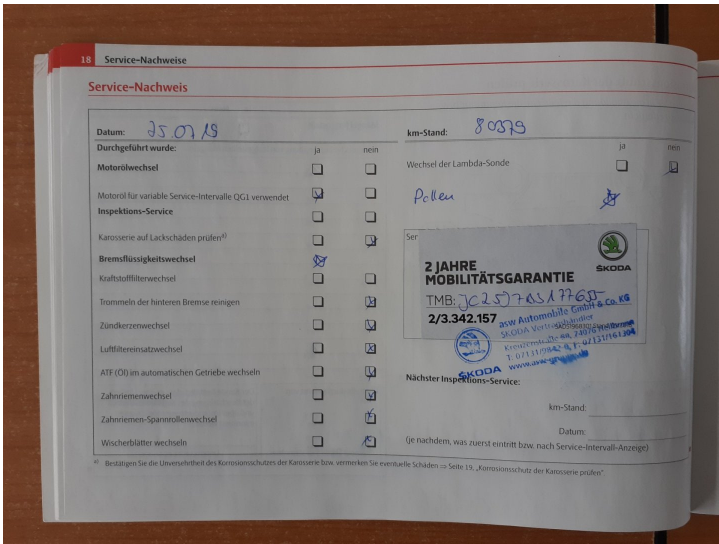 18 Service-Nachweise
Service-Nachweis
Datum: 25.07.19
km-Stand: 80379
Durchgeführt wurde: ja nein
ja nein
Motorölwechsel
Wechsel der Lambda-Sonde
Motoröl für variable Service-Intervalle QG1 verwendet
Pollen
Inspektions-Service
Karosserie auf Lackschäden prüfen a)
Ser
Bremsflüssigkeitswechsel
Kraftstofffilterwechsel
Trommeln der hinteren Bremse reinigen
Zündkerzenwechsel
Luftfiltereinsatzwechsel
ATF (Öl) im automatischen Getriebe wechseln
Zahnriemenwechsel
Zahnriemen-Spannrollenwechsel
Wischerblätter wechseln
ŠKODA
2 JAHRE
MOBILITÄTSGARANTIE
TMB:
2/3.342.157
asw Automobile GmbH & Co. KG
ŠKODA Vertragshändler
ŠKODA
Nächster Inspektions-Service:
km-Stand:
Datum:
(je nachdem, was zuerst eintritt bzw. nach Service-Intervall-Anzeige)
a) Bestätigen Sie die Unversehrtheit des Korrosionsschutzes der Karosserie bzw. vermerken Sie eventuelle Schäden ⇒ Seite 19, „Korrosionsschutz der Karosserie prüfen“.